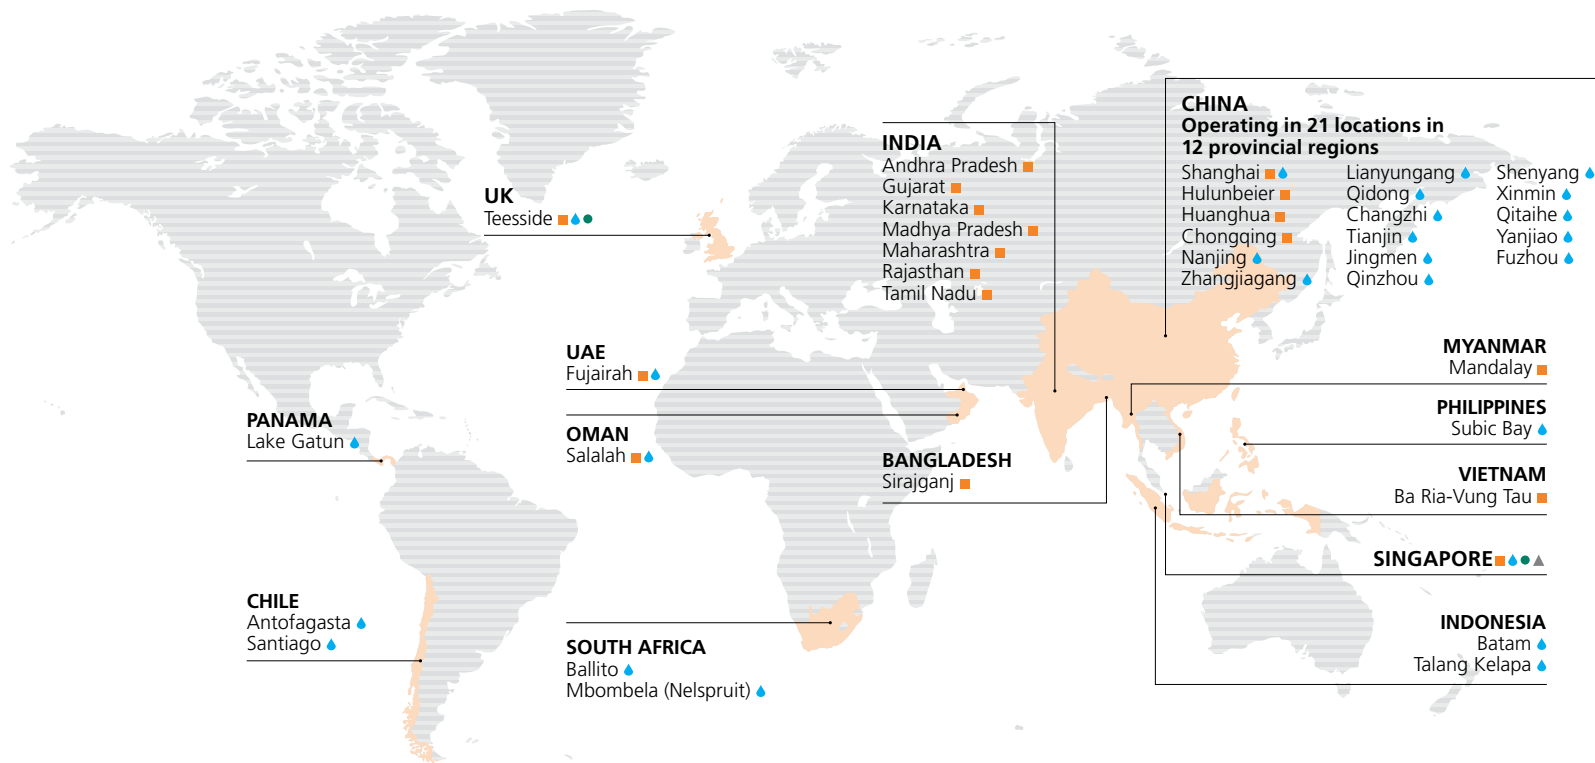 UK
Teesside
PANAMA
Lake Gatun
CHILE
Antofagasta
Santiago
UAE
Fujairah
OMAN
Salalah
SOUTH AFRICA
Ballito
Mbombela (Nelspruit)
INDIA
Andhra Pradesh
Gujarat
Karnataka
Madhya Pradesh
Maharashtra
Rajasthan
Tamil Nadu
BANGLADESH
Sirajganj
CHINA
Operating in 21 locations in
12 provincial regions
Shanghai
Hulunbeier
Huanghua
Chongqing
Nanjing
Zhangjiagang
Lianyungang
Qidong
Changzhi
Tianjin
Jingmen
Qinzhou
Shenyang
Xinmin
Qitaihe
Yanjiao
Fuzhou
MYANMAR
Mandalay
PHILIPPINES
Subic Bay
VIETNAM
Ba Ria-Vung Tau
SINGAPORE
INDONESIA
Batam
Talang Kelapa